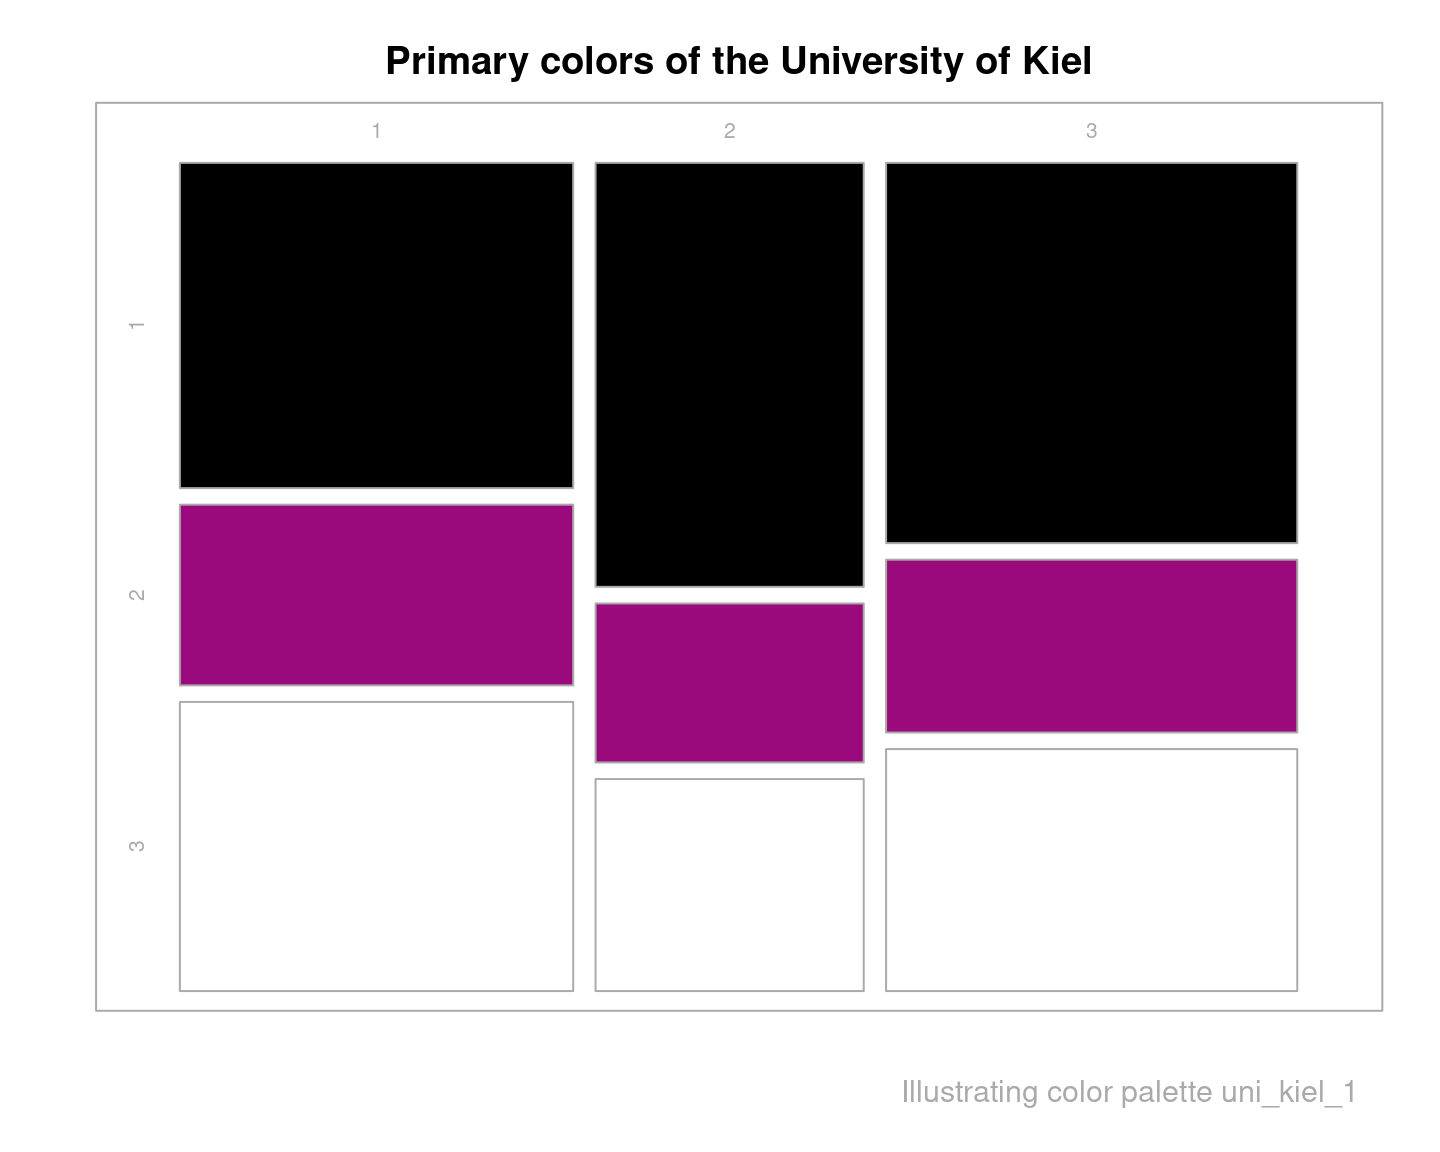 Primary colors of the University of Kiel
1 2 3
1
2
3
Illustrating color palette uni_kiel_1